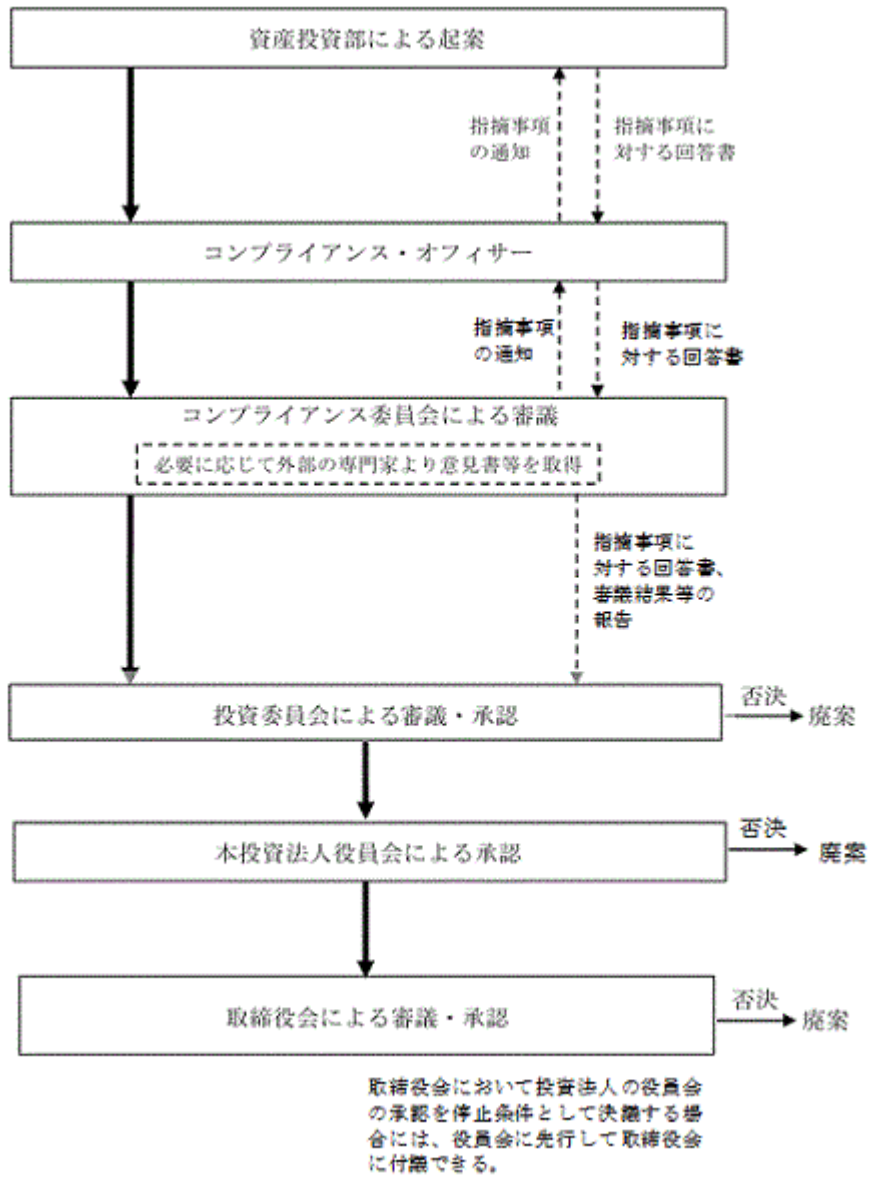 資産投資部による起案
指摘事項
の通知
指摘事項に
対する回答書
コンプライアンス・オフィサー
指摘事項
の通知
指摘事項に
対する回答書
コンプライアンス委員会による審議
必要に応じて外部の専門家より意見書等を取得
指摘事項に
対する回答書、
審議結果等の
報告
投資委員会による審議・承認
否決
廃案
本投資法人役員会による承認
否決
廃案
取締役会による審議・承認
否決
廃案
取締役会において投資法人の役員会
の承認を停止条件として決議する場
合には、役員会に先行して取締役会
に付議できる。